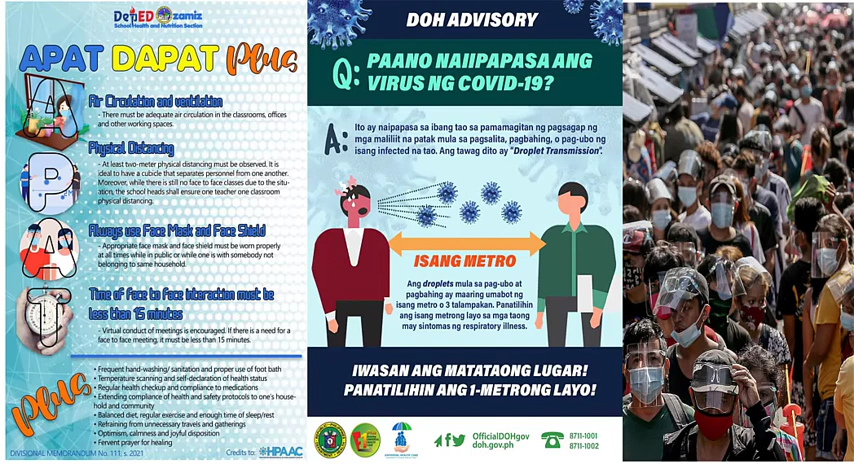 DepED Ozamiz
School Health and Nutrition Section
APAT DAPAT Plus
A
Air Circulation and ventilation
- There must be adequate air circulation in the classrooms, offices
and other working spaces.
P
Physical Distancing
- At least two-meter physical distancing must be observed. It is
ideal to have a cubicle that separates personnel from one another.
Moreover, while there is still no face to face classes due to the situ-
ation, the school heads shall ensure one teacher one classroom
physical distancing.
A
Always use Face Mask and Face Shield
- Appropriate face mask and face shield must be worn properly
at all times while in public or while one is with somebody not
belonging to same household.
T
Time of face to face interaction must be
less than 15 minutes
- Virtual conduct of meetings is encouraged. If there is a need for a
face to face meeting, it must be less than 15 minutes.
Plus
• Frequent hand-washing/ sanitation and proper use of foot bath
• Temperature scanning and self-declaration of health status
• Regular health checkup and compliance to medications
• Extending compliance of health and safety protocols to one's house-
hold and community
• Balanced diet, regular exercise and enough time of sleep/rest
• Refraining from unnecessary travels and gatherings
• Optimism, calmness and joyful disposition
• Fervent prayer for healing
DIVISIONAL MEMORANDUM No. 111, s. 2021
Credits to: HPAAC
DOH ADVISORY
Q: PAANO NAIIPAPASA ANG
VIRUS NG COVID-19?
A: Ito ay naipapasa sa ibang tao sa pamamagitan ng pagsagap ng
mga maliliit na patak mula sa pagsalita, pagbahing, o pag-ubo ng
isang infected na tao. Ang tawag dito ay "Droplet Transmission".
ISANG METRO
Ang droplets mula sa pag-ubo at
pagbahing ay maaring umabot ng
isang metro o 3 talampakan. Panatilihin
ang isang metrong layo sa mga taong
may sintomas ng respiratory illness.
IWASAN ANG MATATAONG LUGAR!
PANATILIHIN ANG 1-METRONG LAYO!
OfficialDOHgov
doh.gov.ph
8711-1001
8711-1002